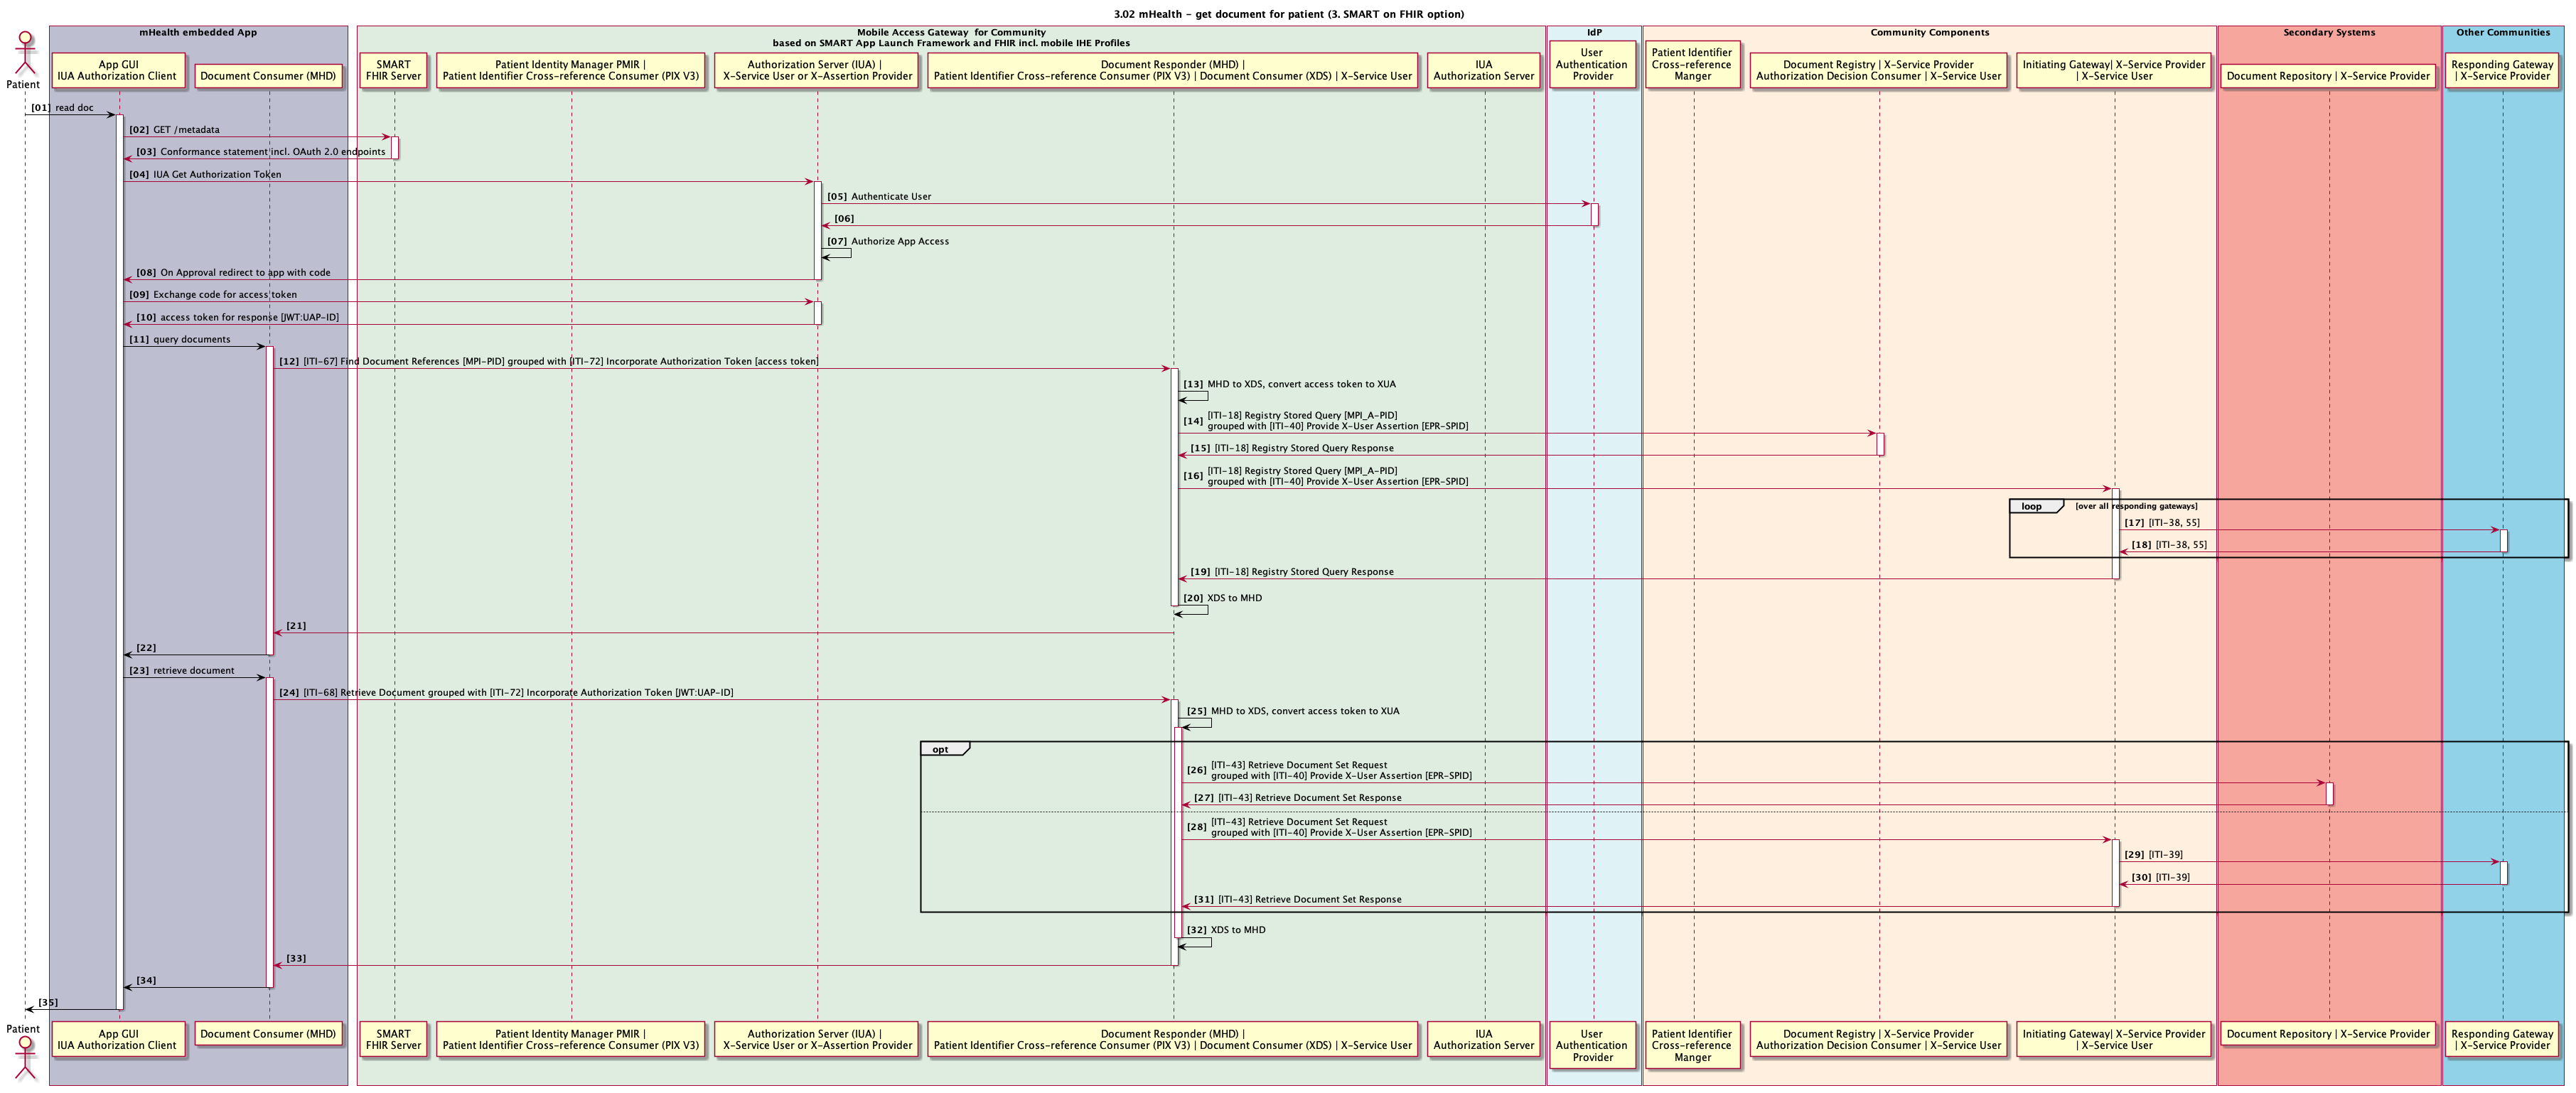 3.02 mHealth - get document for patient (3. SMART on FHIR option)
mHealth embedded App
Mobile Access Gateway for Community
based on SMART App Launch Framework and FHIR incl. mobile IHE Profiles
IdP
Community Components
Secondary Systems
Other Communities
Patient
App GUI
IUA Authorization Client
Document Consumer (MHD)
SMART
FHIR Server
Patient Identity Manager PMIR |
Patient Identifier Cross-reference Consumer (PIX V3)
Authorization Server (IUA) |
X-Service User or X-Assertion Provider
Document Responder (MHD) |
Patient Identifier Cross-reference Consumer (PIX V3) | Document Consumer (XDS) | X-Service User
IUA
Authorization Server
User
Authentication
Provider
Patient Identifier
Cross-reference
Manger
Document Registry | X-Service Provider
Authorization Decision Consumer | X-Service User
Initiating Gateway| X-Service Provider
| X-Service User
Document Repository | X-Service Provider
Responding Gateway
| X-Service Provider
[01] read doc
[02] GET /metadata
[03] Conformance statement incl. OAuth 2.0 endpoints
[04] IUA Get Authorization Token
[05] Authenticate User
[06]
[07] Authorize App Access
[08] On Approval redirect to app with code
[09] Exchange code for access token
[10] access token for response [JWT:UAP-ID]
[11] query documents
[12] [ITI-67] Find Document References [MPI-PID] grouped with [ITI-72] Incorporate Authorization Token [access token]
[13] MHD to XDS, convert access token to XUA
[14] [ITI-18] Registry Stored Query [MPI_A-PID]
grouped with [ITI-40] Provide X-User Assertion [EPR-SPID]
[15] [ITI-18] Registry Stored Query Response
[16] [ITI-18] Registry Stored Query [MPI_A-PID]
grouped with [ITI-40] Provide X-User Assertion [EPR-SPID]
loop [over all responding gateways]
[17] [ITI-38, 55]
[18] [ITI-38, 55]
[19] [ITI-18] Registry Stored Query Response
[20] XDS to MHD
[21]
[22]
[23] retrieve document
[24] [ITI-68] Retrieve Document grouped with [ITI-72] Incorporate Authorization Token [JWT:UAP-ID]
[25] MHD to XDS, convert access token to XUA
opt
[26] [ITI-43] Retrieve Document Set Request
grouped with [ITI-40] Provide X-User Assertion [EPR-SPID]
[27] [ITI-43] Retrieve Document Set Response
[28] [ITI-43] Retrieve Document Set Request
grouped with [ITI-40] Provide X-User Assertion [EPR-SPID]
[29] [ITI-39]
[30] [ITI-39]
[31] [ITI-43] Retrieve Document Set Response
[32] XDS to MHD
[33]
[34]
[35]
Patient
App GUI
IUA Authorization Client
Document Consumer (MHD)
SMART
FHIR Server
Patient Identity Manager PMIR |
Patient Identifier Cross-reference Consumer (PIX V3)
Authorization Server (IUA) |
X-Service User or X-Assertion Provider
Document Responder (MHD) |
Patient Identifier Cross-reference Consumer (PIX V3) | Document Consumer (XDS) | X-Service User
IUA
Authorization Server
User
Authentication
Provider
Patient Identifier
Cross-reference
Manger
Document Registry | X-Service Provider
Authorization Decision Consumer | X-Service User
Initiating Gateway| X-Service Provider
| X-Service User
Document Repository | X-Service Provider
Responding Gateway
| X-Service Provider